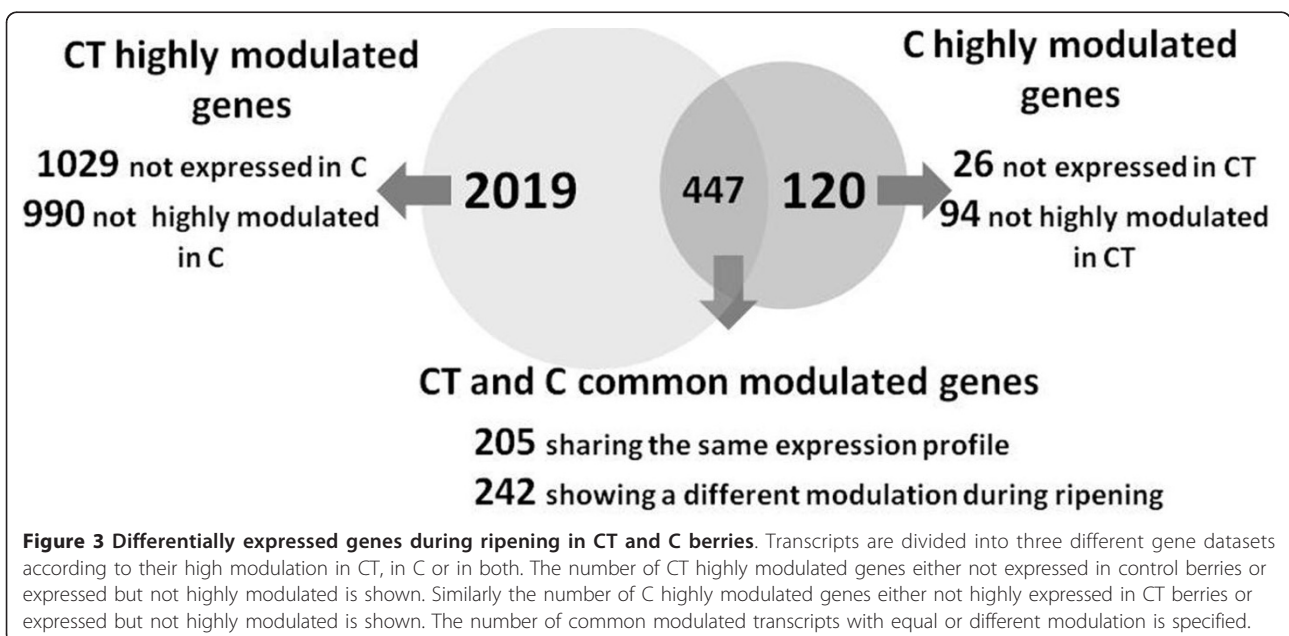 CT highly modulated
genes
1029 not expressed in C
990 not highly modulated
in C
2019
447
120
C highly modulated
genes
26 not expressed in CT
94 not highly modulated
in CT
CT and C common modulated genes
205 sharing the same expression profile
242 showing a different modulation during ripening
Figure 3 Differentially expressed genes during ripening in CT and C berries. Transcripts are divided into three different gene datasets
according to their high modulation in CT, in C or in both. The number of CT highly modulated genes either not expressed in control berries or
expressed but not highly modulated is shown. Similarly the number of C highly modulated genes either not highly expressed in CT berries or
expressed but not highly modulated is shown. The number of common modulated transcripts with equal or different modulation is specified.